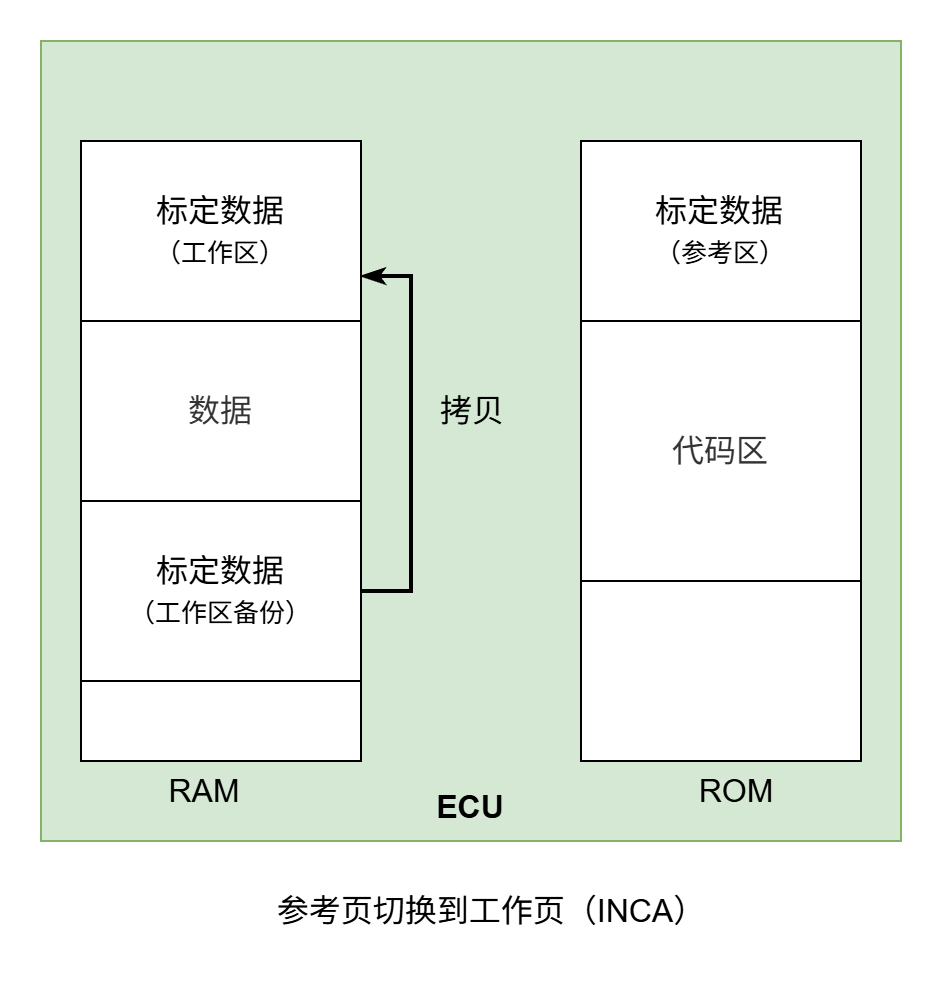 标定数据
（工作区）
数据
标定数据
（工作区备份）
RAM
拷贝
标定数据
（参考区）
代码区
ROM
ECU
参考页切换到工作页（INCA）